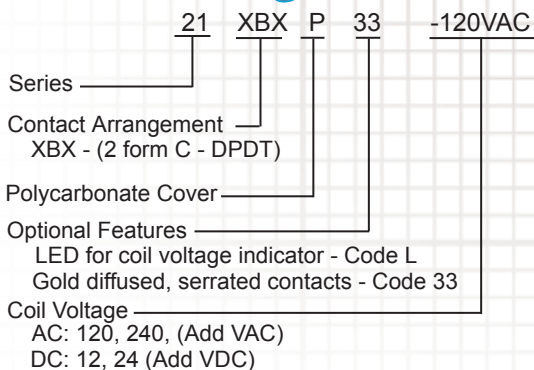 21 XBX P 33 -120VAC
Series
Contact Arrangement
XBX - (2 form C - DPDT)
Polycarbonate Cover
Optional Features
LED for coil voltage indicator - Code L
Gold diffused, serrated contacts - Code 33
Coil Voltage
AC: 120, 240, (Add VAC)
DC: 12, 24 (Add VDC)